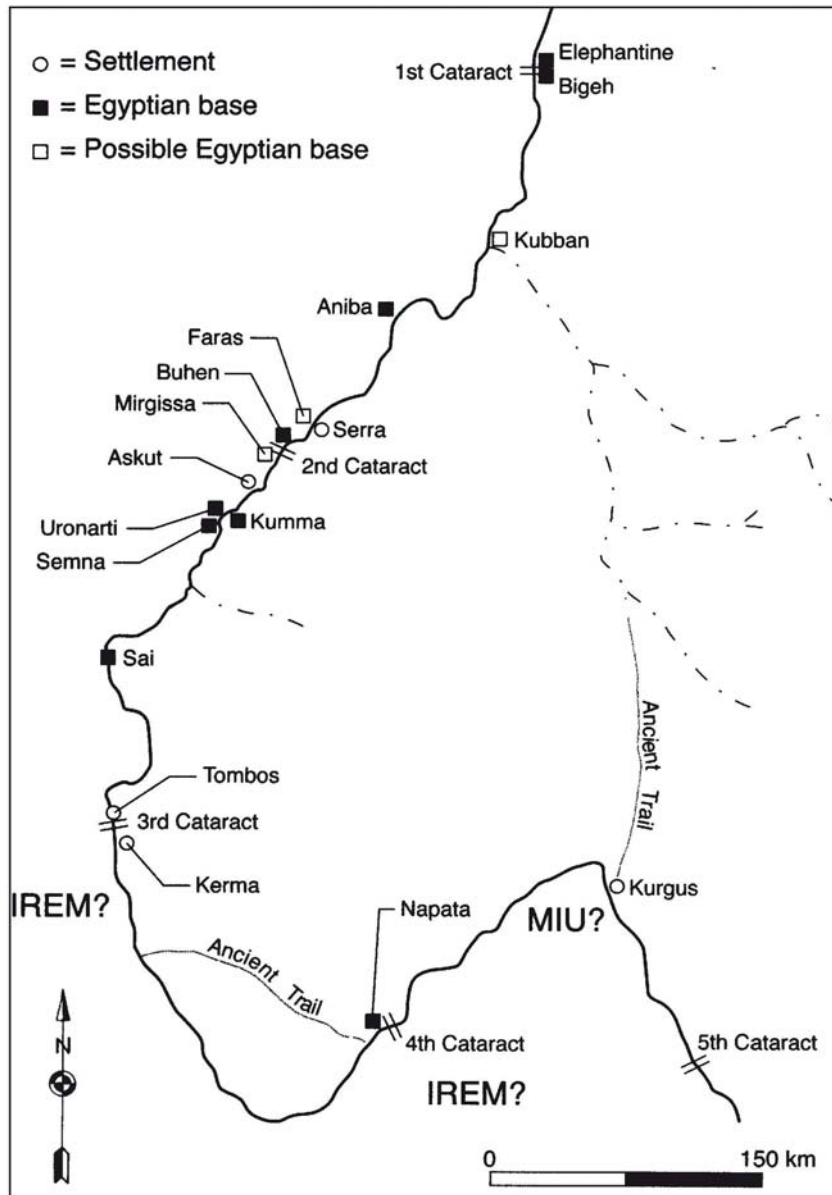 ○ = Settlement
■ = Egyptian base
□ = Possible Egyptian base
Elephantine
1st Cataract
Bigeh
Kubban
Aniba
Faras
Buhen
Mirgissa
Serra
2nd Cataract
Askut
Uronarti
Kumma
Semna
Sai
Ancient Trail
Tombos
3rd Cataract
Kerma
Kurgus
IREM?
Napata
MIU?
Ancient Trail
4th Cataract
5th Cataract
IREM?
N
0 150 km